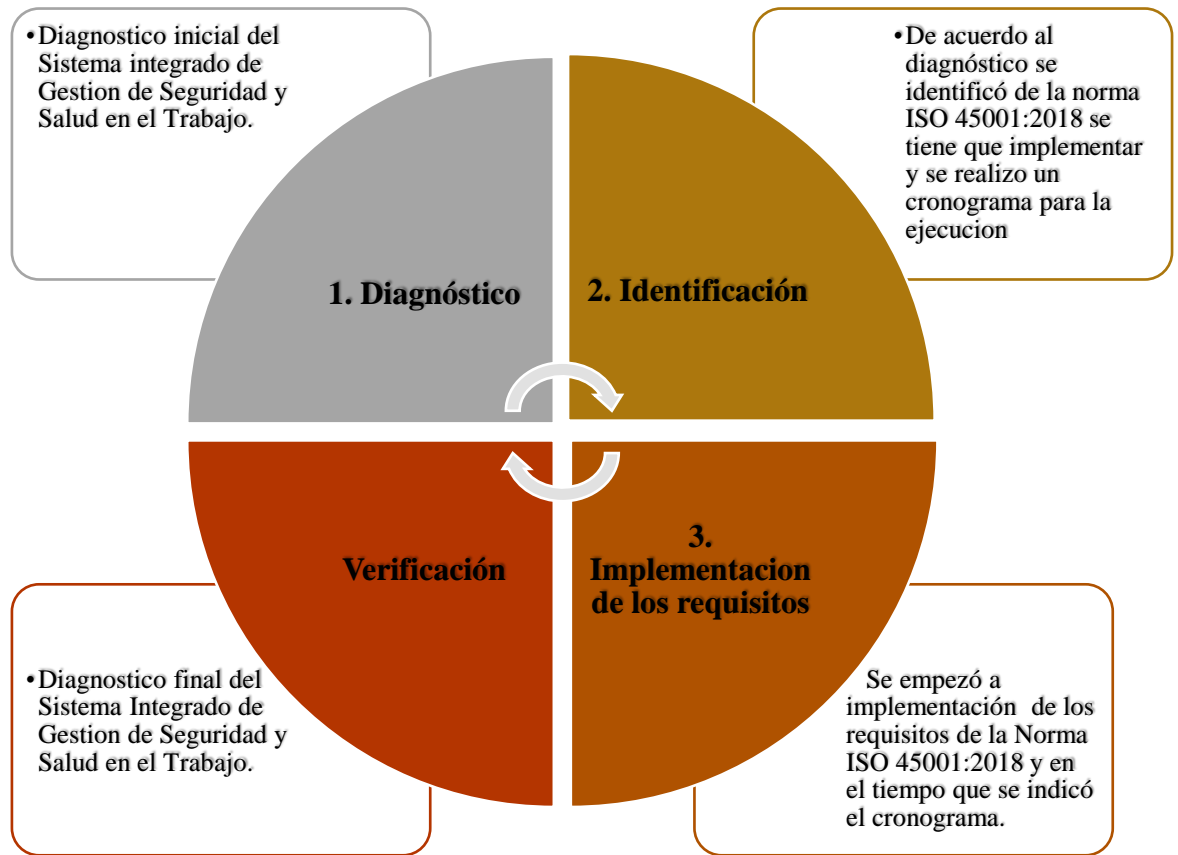 •Diagnostico inicial del
Sistema integrado de
Gestion de Seguridad y
Salud en el Trabajo.
•De acuerdo al
diagnóstico se
identificó de la norma
ISO 45001:2018 se
tiene que implementar
y se realizo un
cronograma para la
ejecucion
1. Diagnóstico
2. Identificación
Verificación
3.
Implementacion
de los requisitos
•Diagnostico final del
Sistema Integrado de
Gestion de Seguridad y
Salud en el Trabajo.
Se empezó a
implementación de los
requisitos de la Norma
ISO 45001:2018 y en
el tiempo que se indicó
el cronograma.